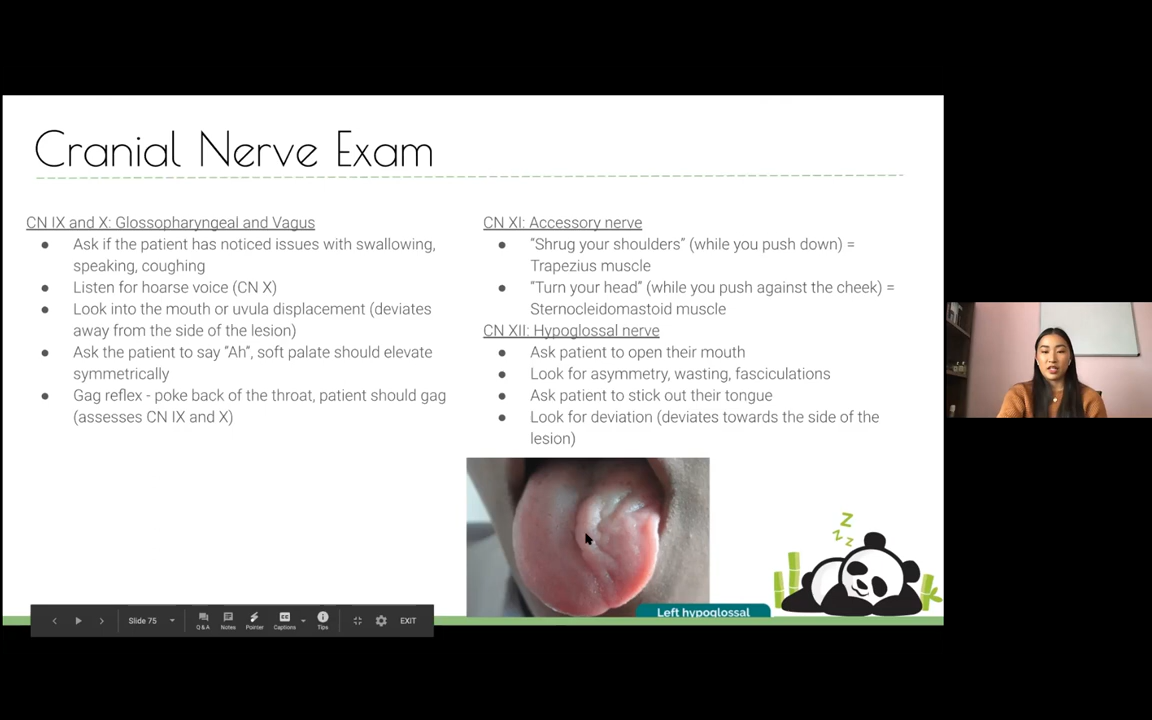 Cranial Nerve Exam
CN IX and X: Glossopharyngeal and Vagus
● Ask if the patient has noticed issues with swallowing,
speaking, coughing
● Listen for hoarse voice (CN X)
● Look into the mouth or uvula displacement (deviates
away from the side of the lesion)
● Ask the patient to say “Ah”, soft palate should elevate
symmetrically
● Gag reflex - poke back of the throat, patient should gag
(assesses CN IX and X)
CN XI: Accessory nerve
● “Shrug your shoulders” (while you push down) =
Trapezius muscle
● “Turn your head” (while you push against the cheek) =
Sternocleidomastoid muscle
CN XII: Hypoglossal nerve
● Ask patient to open their mouth
● Look for asymmetry, wasting, fasciculations
● Ask patient to stick out their tongue
● Look for deviation (deviates towards the side of the
lesion)
Z
Z
Z
Left hypoglossal
Slide 75
Q & A
Notes
Pointer
CC
Captions
Tips
EXIT